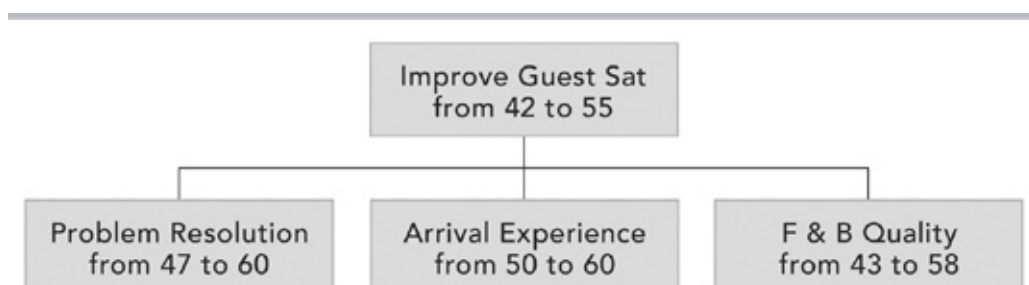 Improve Guest Sat
from 42 to 55
Problem Resolution
from 47 to 60
Arrival Experience
from 50 to 60
F & B Quality
from 43 to 58